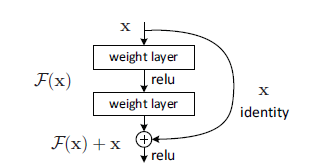 x
weight layer
relu
F(x)
weight layer
x
identity
F(x) + x
+
relu